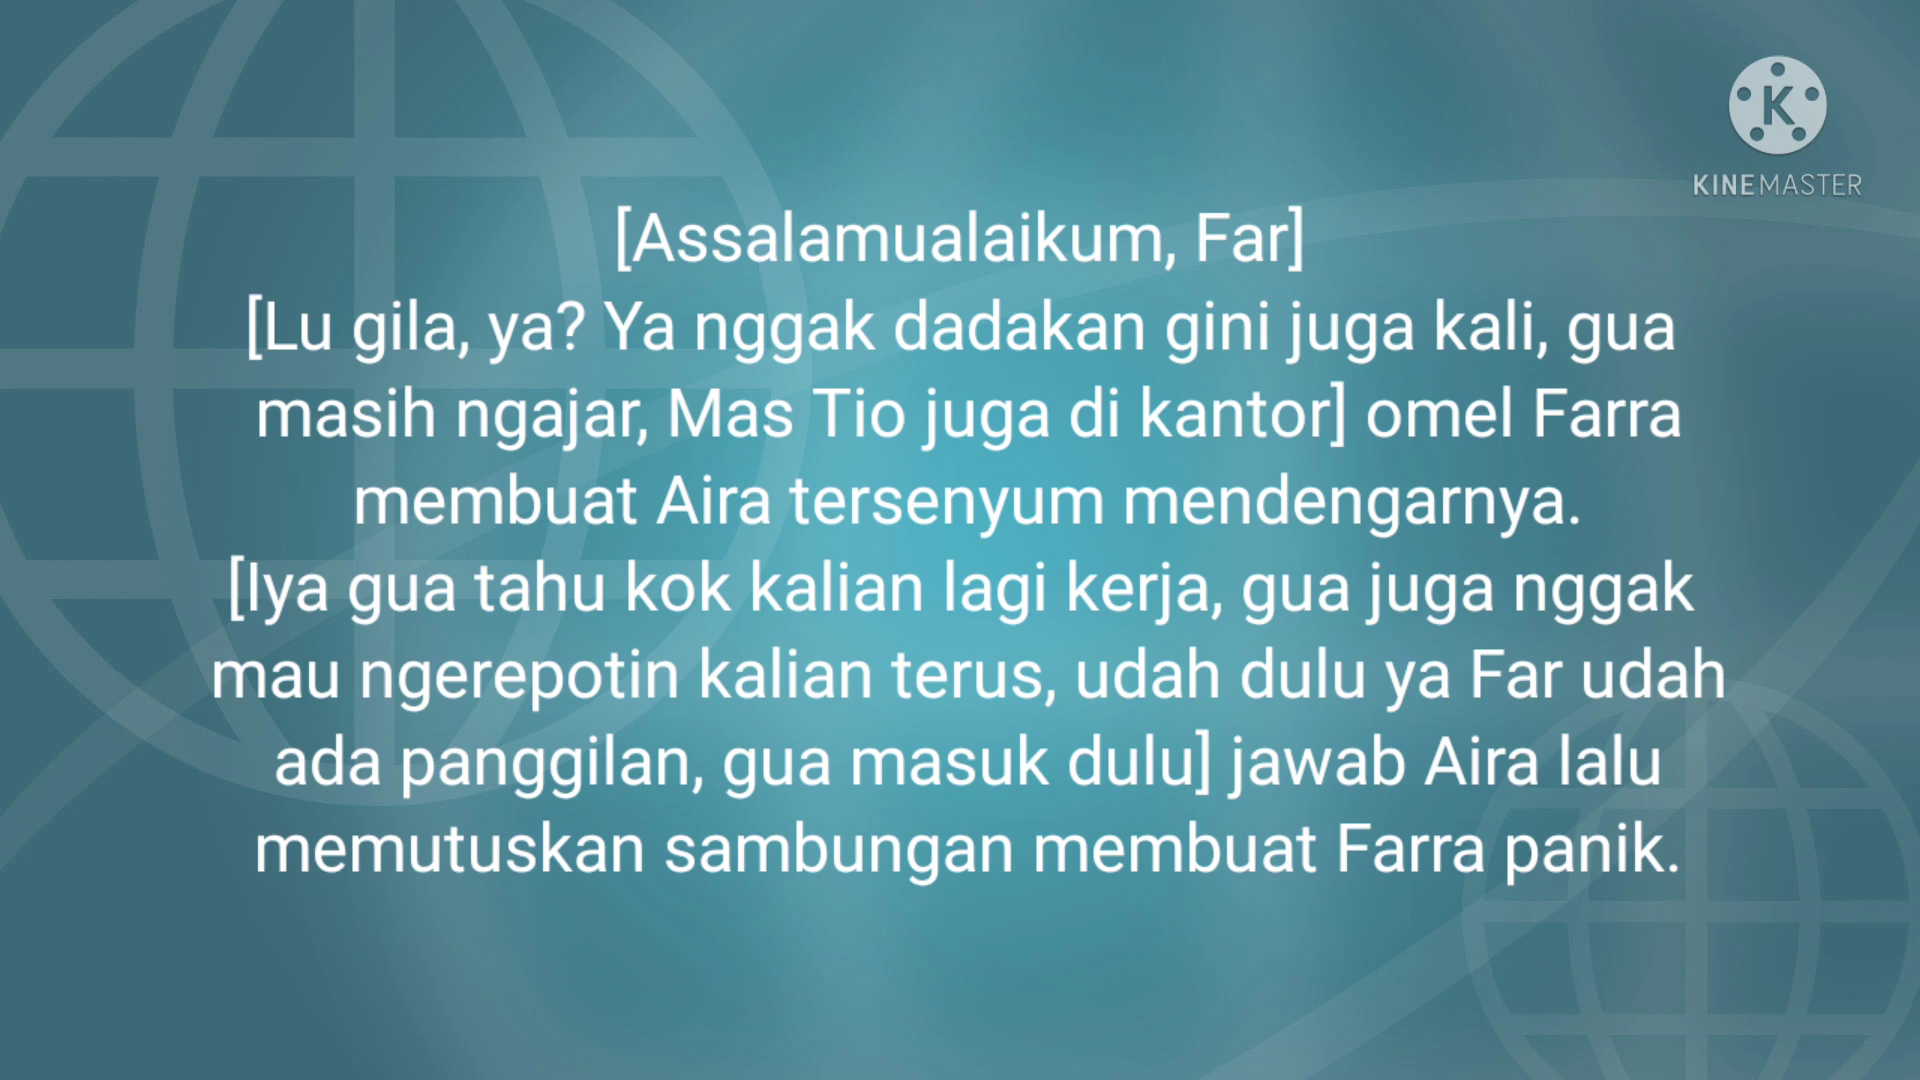 K
KINEMASTER
[Assalamualaikum, Far]
[Lu gila, ya? Ya nggak dadakan gini juga kali, gua
masih ngajar, Mas Tio juga di kantor] omel Farra
membuat Aira tersenyum mendengarnya.
[Iya gua tahu kok kalian lagi kerja, gua juga nggak
mau ngerepotin kalian terus, udah dulu ya Far udah
ada panggilan, gua masuk dulu] jawab Aira lalu
memutuskan sambungan membuat Farra panik.